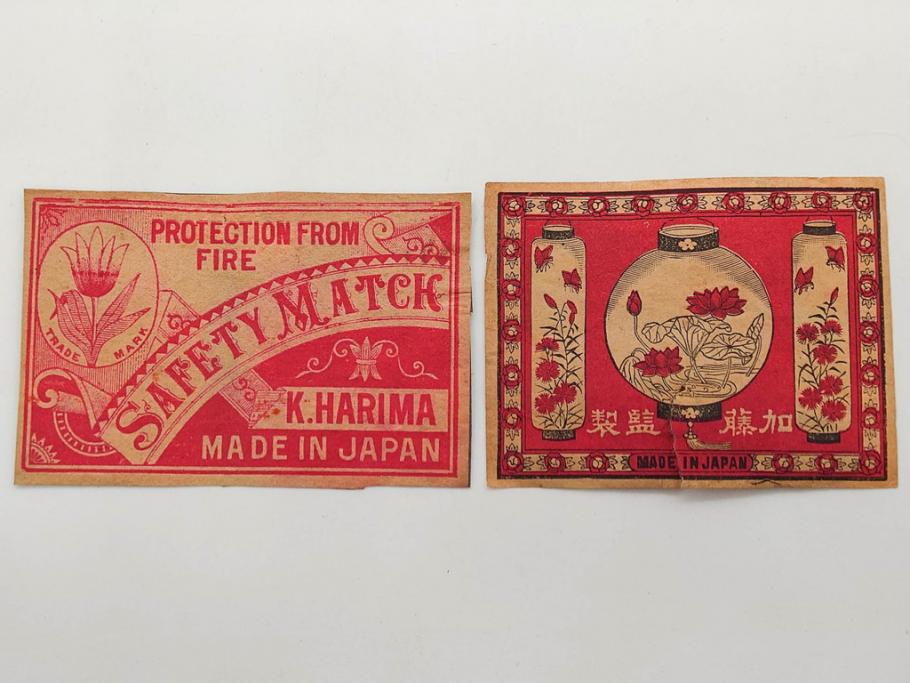 PROTECTION FROM
FIRE
SAFETY MATCH
TRADE MARK
K.HARIMA
MADE IN JAPAN
加藤監製
MADE IN JAPAN